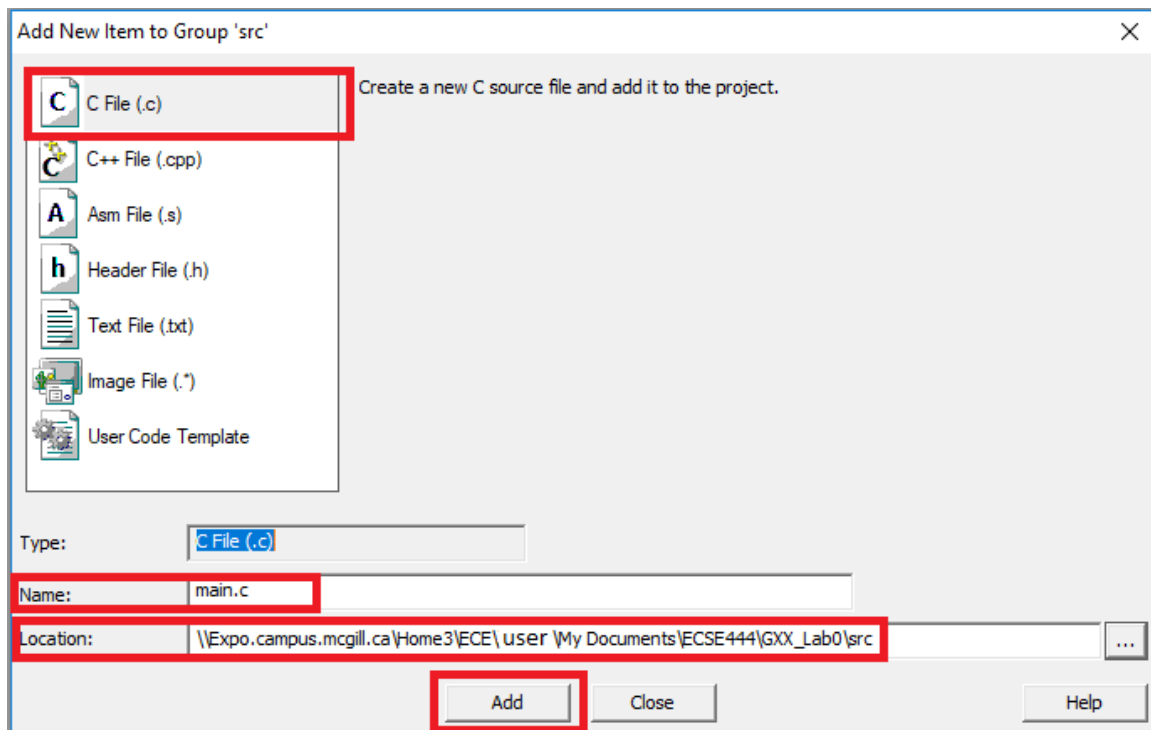 Add New Item to Group 'src'
C File (.c)
Create a new C source file and add it to the project.
C++ File (.cpp)
Asm File (.s)
Header File (.h)
Text File (.txt)
Image File (.*)
User Code Template
Type:
C File (.c)
Name:
main.c
Location:
\\Expo.campus.mcgill.ca\Home3\ECE\ user \My Documents\ECSE444\GXX_Lab0\src
...
Add
Close
Help